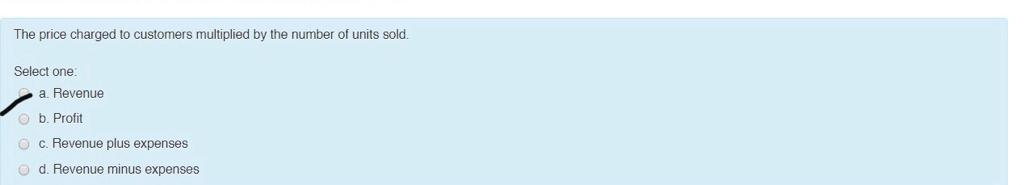 The price charged to customers multiplied by the number of units sold.
Select one:
a. Revenue
b. Profit
c. Revenue plus expenses
d. Revenue minus expenses